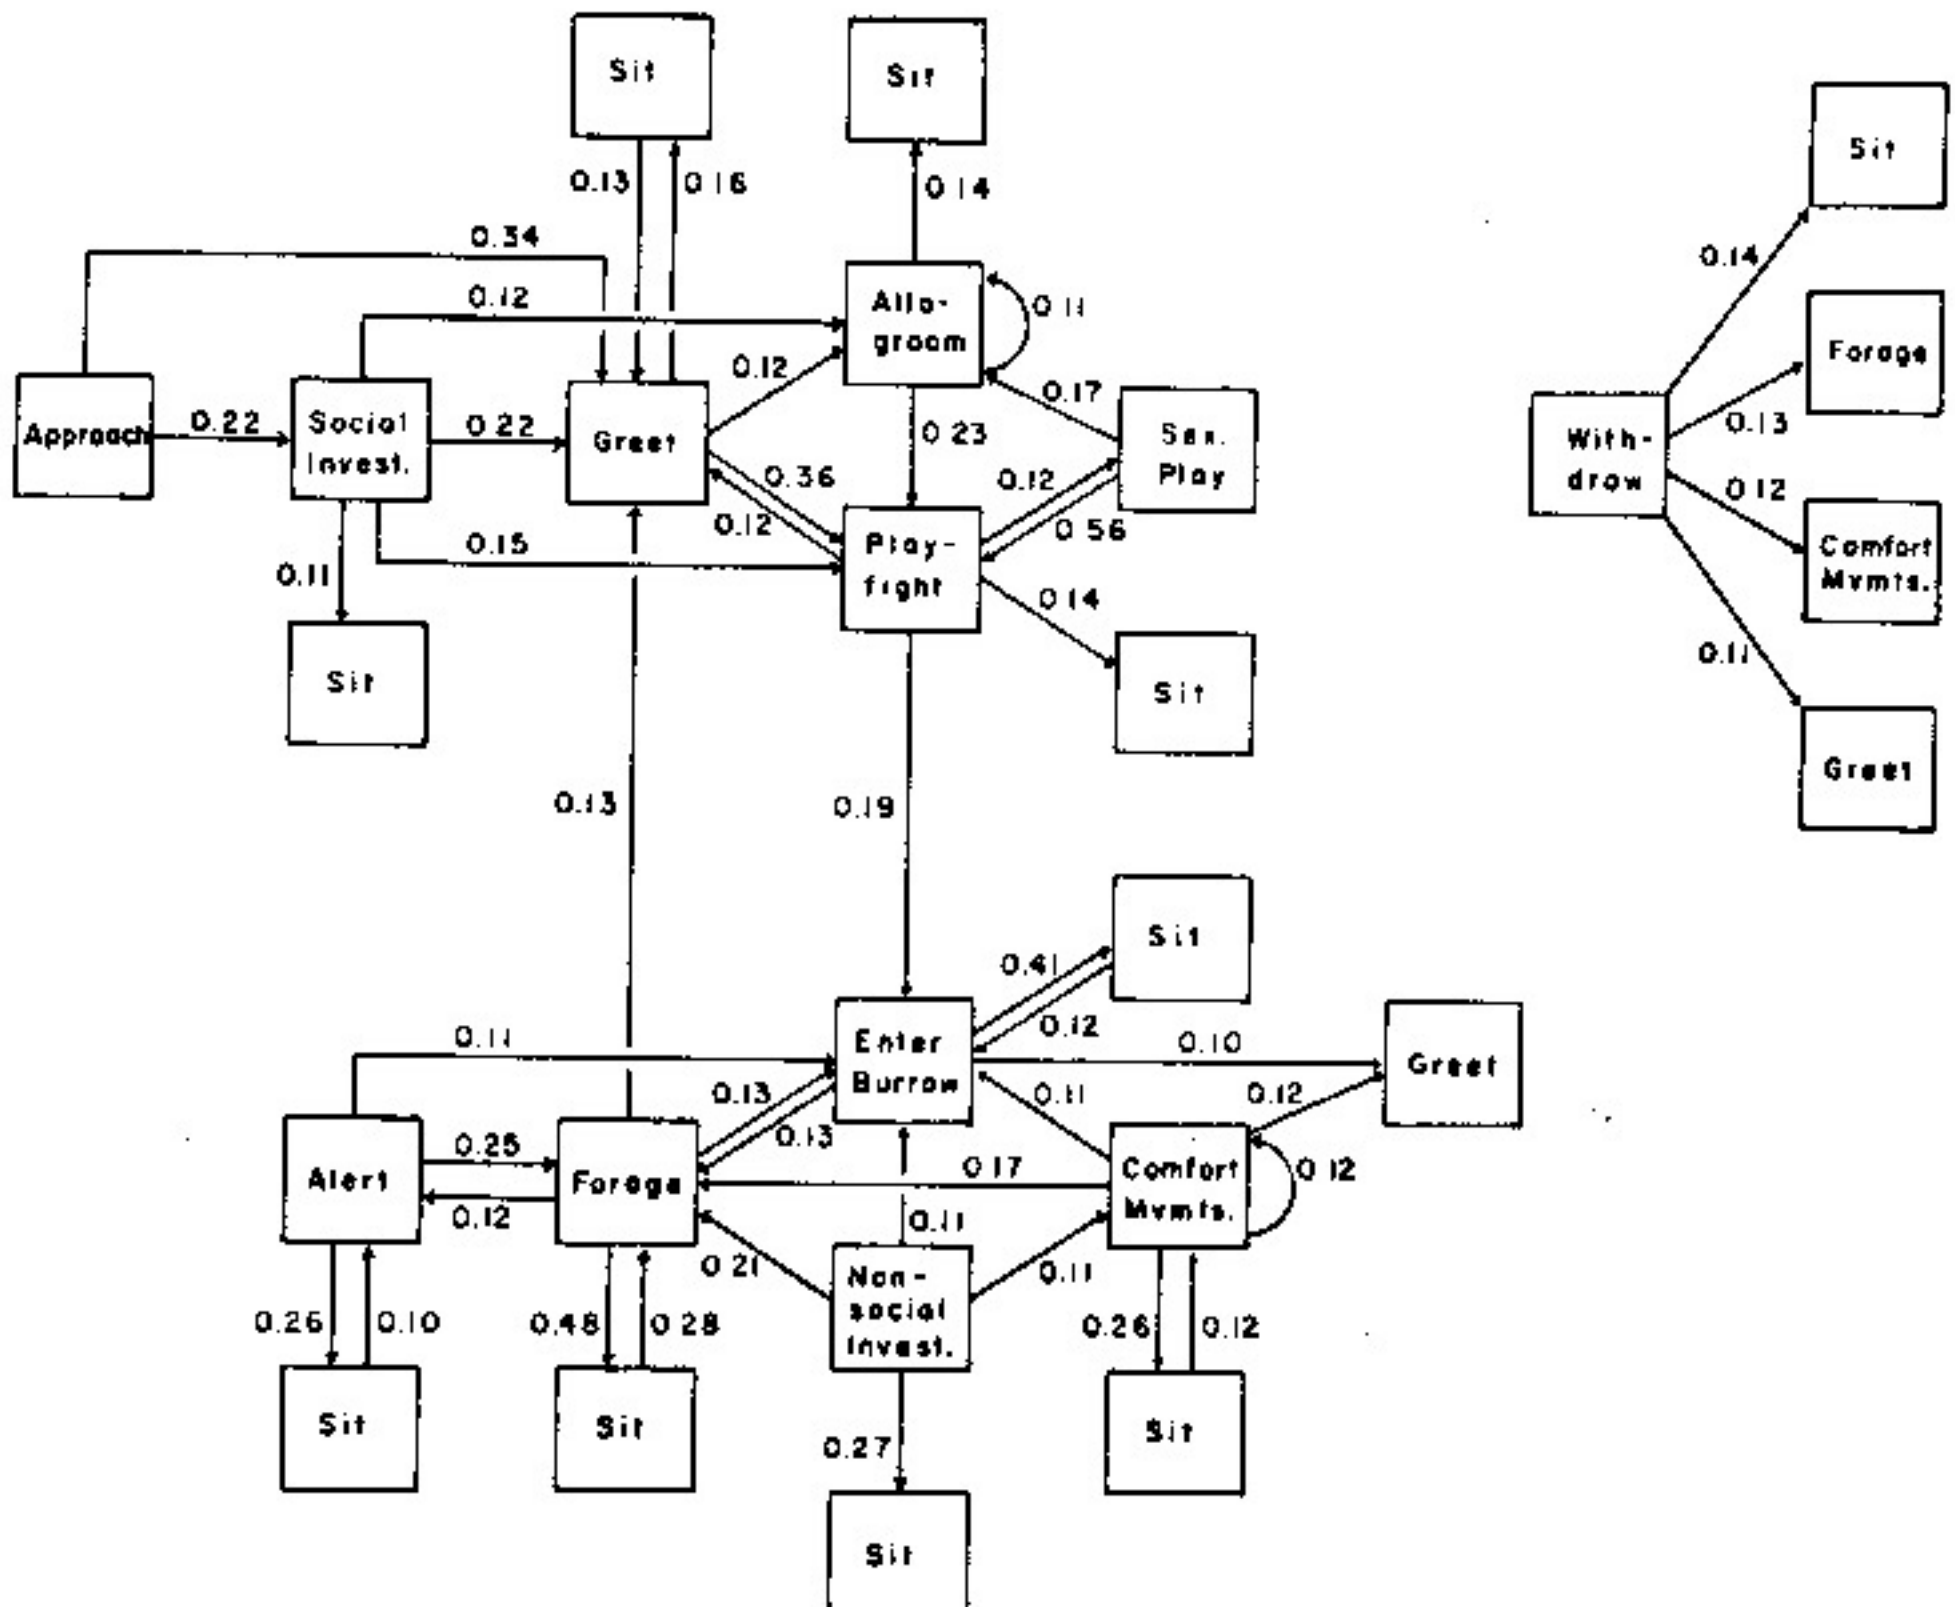 Sit
Sit
Sit
0.13
0.16
0.14
0.34
0.14
0.12
Allo-
groom
0.11
Forage
0.12
0.17
0.13
Approach
0.22
Social
Invest.
0.22
Greet
0.23
Sex.
Play
With-
draw
0.36
0.12
0.12
0.12
0.56
0.15
Play-
fight
Comfort
Mvmts.
0.11
0.14
0.11
Sit
Sit
Greet
0.13
0.19
Sit
0.41
0.12
0.11
Enter
Burrow
0.10
Greet
0.13
0.11
0.12
0.13
Alert
0.25
Forage
0.17
Comfort
Mvmts.
0.12
0.12
0.11
0.21
Non-
social
Invest.
0.11
0.26
0.10
0.48
0.28
0.26
0.12
Sit
Sit
Sit
0.27
Sit